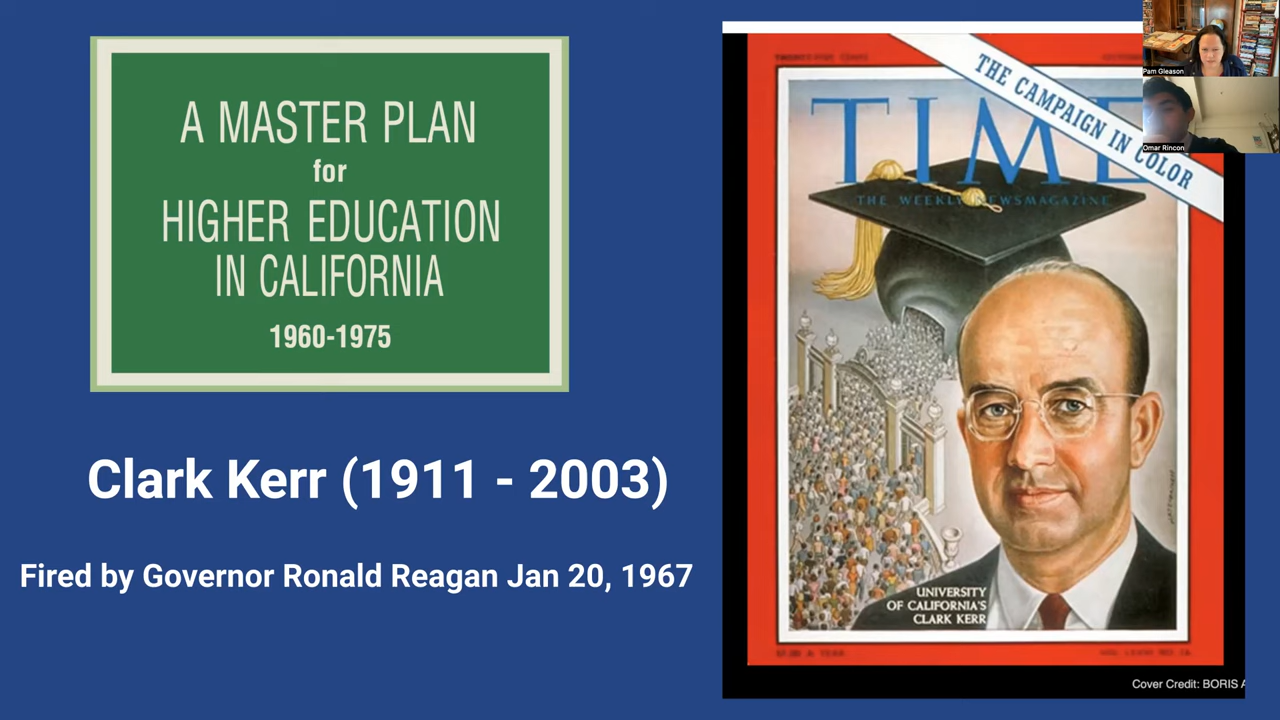 A MASTER PLAN
for
HIGHER EDUCATION
IN CALIFORNIA
1960-1975
Clark Kerr (1911 - 2003)
Fired by Governor Ronald Reagan Jan 20, 1967
THE CAMPAIGN IN COLOR
TIME
THE WEEKLY NEWSMAGAZINE
UNIVERSITY
OF CALIFORNIA'S
CLARK KERR
Cover Credit: BORIS
Pam Gleason
Omar Rincon